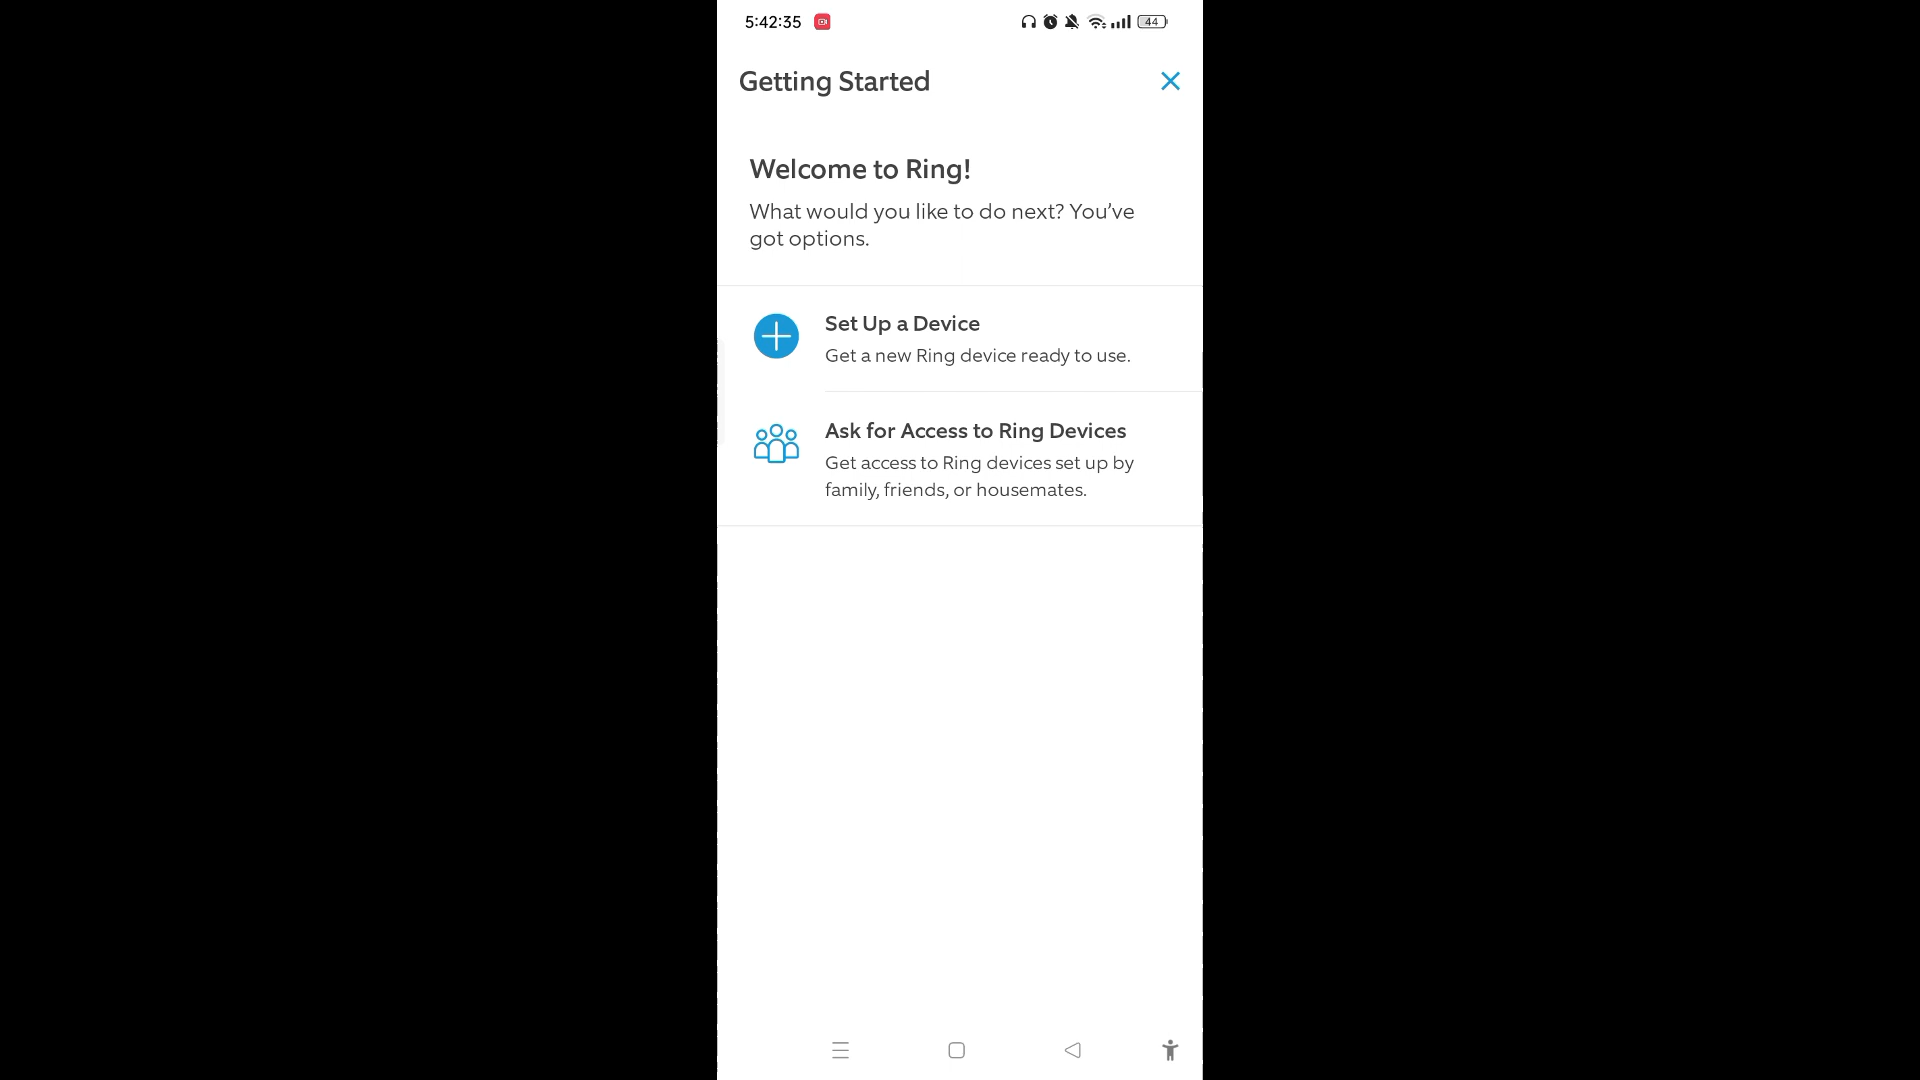 5:42:35
44
Getting Started
Welcome to Ring!
What would you like to do next? You’ve
got options.
Set Up a Device
Get a new Ring device ready to use.
Ask for Access to Ring Devices
Get access to Ring devices set up by
family, friends, or housemates.